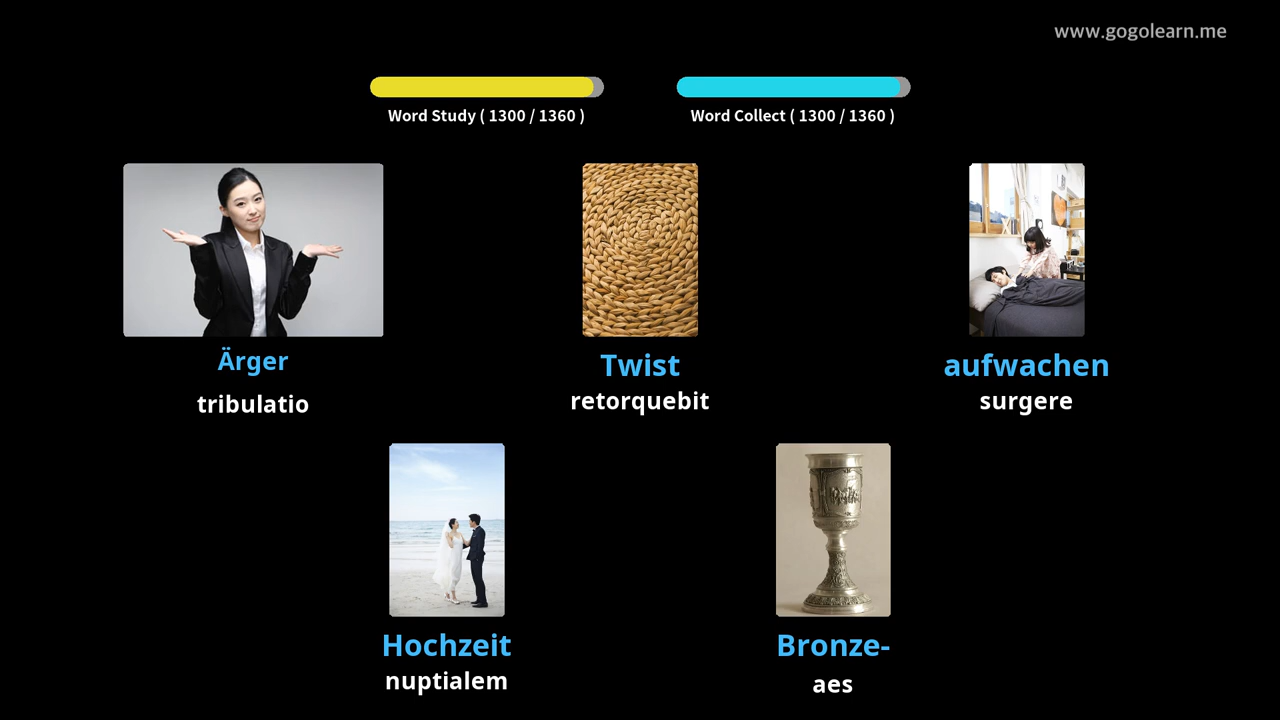 www.gogolearn.me
Word Study ( 1300 / 1360 )
Word Collect ( 1300 / 1360 )
Ärger
tribulatio
Twist
retorquebit
aufwachen
surgere
Hochzeit
nuptialem
Bronze-
aes